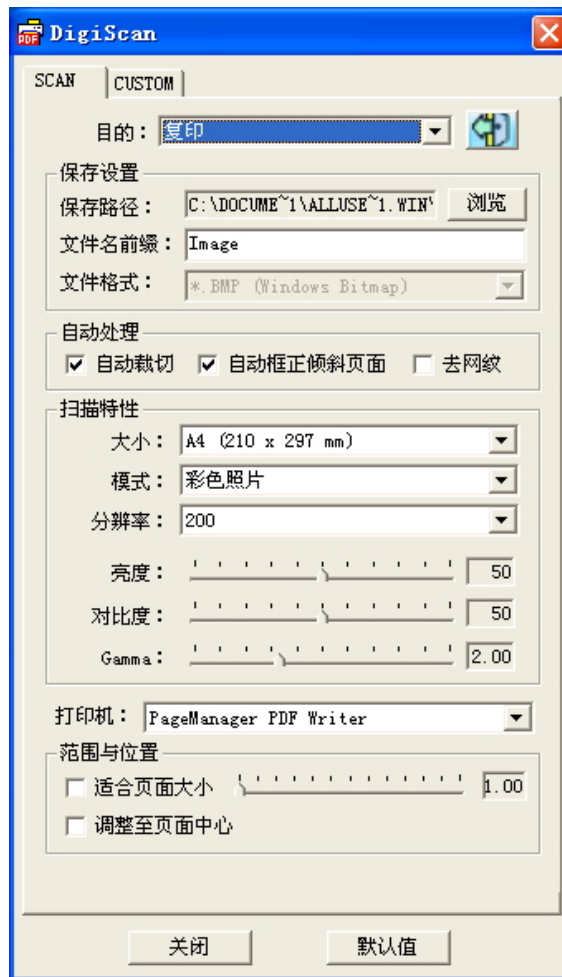 DigiScan
SCAN CUSTOM
目的: 复印
保存设置
保存路径: C:\DOCUME~1\ALLUSE~1.WIN 浏览
文件名前缀: Image
文件格式: *.BMP (Windows Bitmap)
自动处理
自动裁切 自动框正倾斜页面 去网纹
扫描特性
大小: A4 (210 x 297 mm)
模式: 彩色照片
分辨率: 200
亮度: 50
对比度: 50
Gamma: 2.00
打印机: PageManager PDF Writer
范围与位置
适合页面大小 1.00
调整至页面中心
关闭 默认值